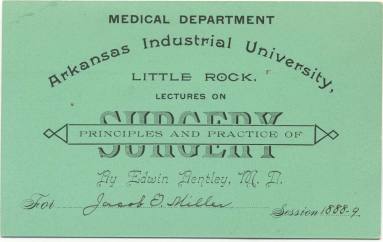 MEDICAL DEPARTMENT
Arkansas Industrial University,
LITTLE ROCK.
LECTURES ON
PRINCIPLES AND PRACTICE OF
SURGERY
By Edwin Bentley, M. D.
For Jacob O. Miller Session 1888-9.